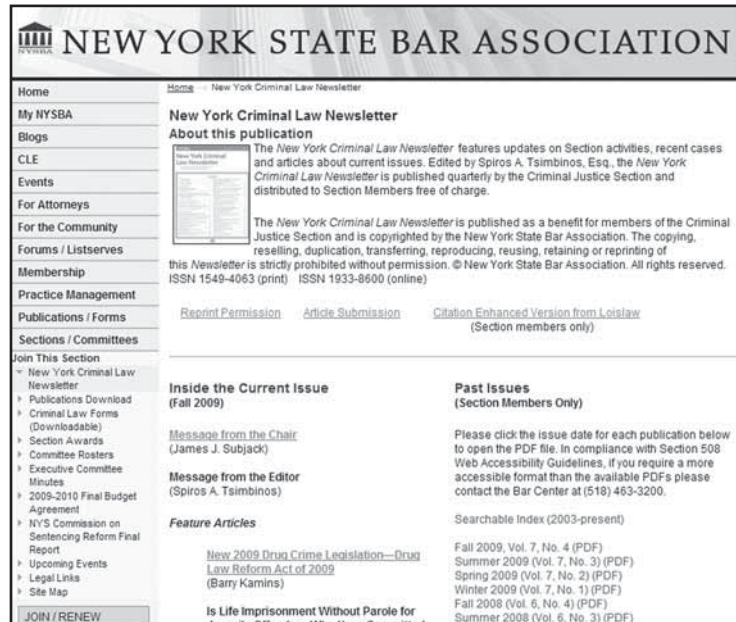 NYSBA
NEW YORK STATE BAR ASSOCIATION
Home
My NYSBA
Blogs
CLE
Events
For Attorneys
For the Community
Forums / Listserves
Membership
Practice Management
Publications / Forms
Sections / Committees
Join This Section
New York Criminal Law
Newsletter
Publications Download
Criminal Law Forms
(Downloadable)
Section Awards
Committee Rosters
Executive Committee
Minutes
2009-2010 Final Budget
Agreement
NYS Commission on
Sentencing Reform Final
Report
Upcoming Events
Legal Links
Site Map
JOIN / RENEW
Home New York Criminal Law Newsletter
New York Criminal Law Newsletter
About this publication
New York Criminal
Law Newsletter
The New York Criminal Law Newsletter features updates on Section activities, recent cases
and articles about current issues. Edited by Spiros A. Tsimbinos, Esq., the New York
Criminal Law Newsletter is published quarterly by the Criminal Justice Section and
distributed to Section Members free of charge.
The New York Criminal Law Newsletter is published as a benefit for members of the Criminal
Justice Section and is copyrighted by the New York State Bar Association. The copying,
reselling, duplication, transferring, reproducing, reusing, retaining or reprinting of
this Newsletter is strictly prohibited without permission. © New York State Bar Association. All rights reserved.
ISSN 1549-4063 (print) ISSN 1933-8600 (online)
Reprint Permission Article Submission Citation Enhanced Version from Loislaw
(Section members only)
Inside the Current Issue
(Fall 2009)
Message from the Chair
(James J. Subjack)
Message from the Editor
(Spiros A. Tsimbinos)
Feature Articles
New 2009 Drug Crime Legislation—Drug
Law Reform Act of 2009
(Barry Kamins)
Is Life Imprisonment Without Parole for
Past Issues
(Section Members Only)
Please click the issue date for each publication below
to open the PDF file. In compliance with Section 508
Web Accessibility Guidelines, if you require a more
accessible format than the available PDFs please
contact the Bar Center at (518) 463-3200.
Searchable Index (2003-present)
Fall 2009, Vol. 7, No. 4 (PDF)
Summer 2009 (Vol. 7, No. 3) (PDF)
Spring 2009 (Vol. 7, No. 2) (PDF)
Winter 2009 (Vol. 7, No. 1) (PDF)
Fall 2008 (Vol. 6, No. 4) (PDF)
Summer 2008 (Vol. 6, No. 3) (PDF)